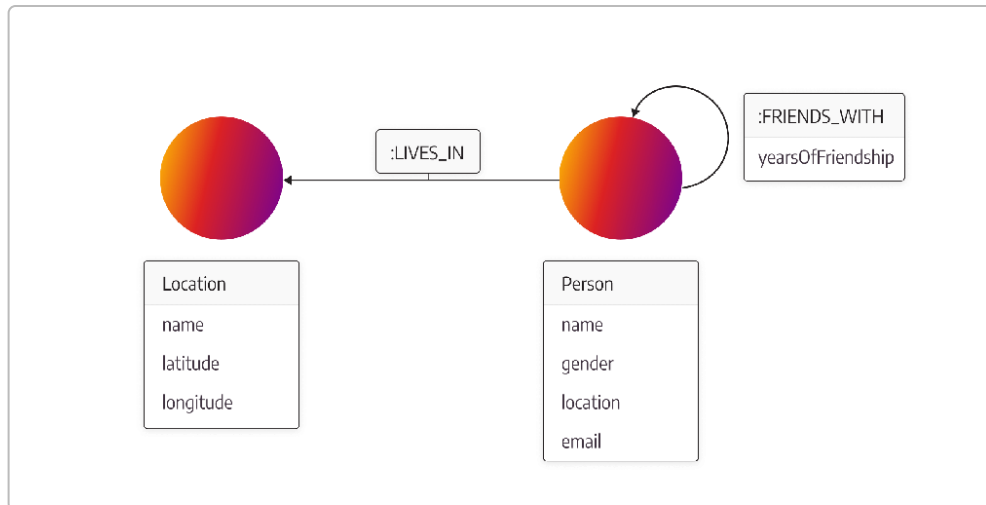 :LIVES_IN
:FRIENDS_WITH
yearsOfFriendship
Location
name
latitude
longitude
Person
name
gender
location
email